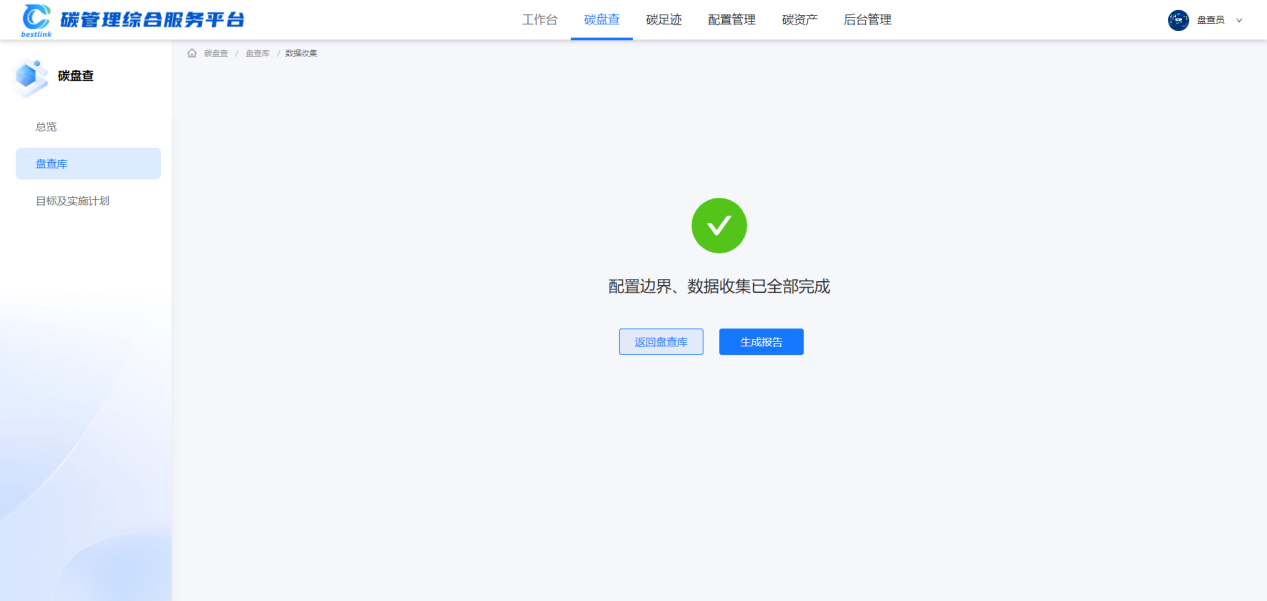 碳管理综合服务平台
bestlink
工作台 碳盘查 碳足迹 配置管理 碳资产 后台管理
盘查员
碳盘查 / 盘查库 / 数据收集
碳盘查
总览
盘查库
目标及实施计划
配置边界、数据收集已全部完成
返回盘查库 生成报告